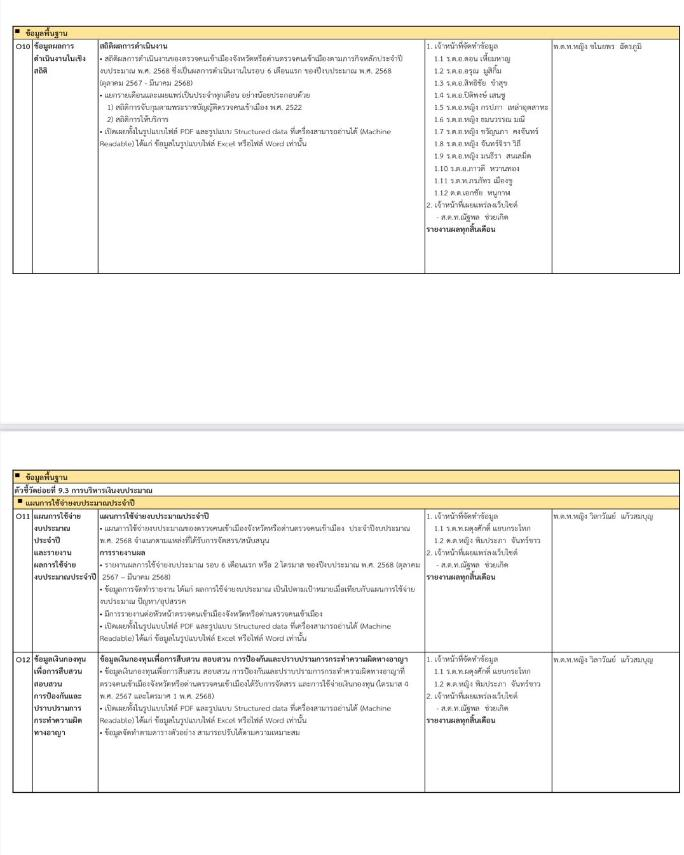 ▪ ข้อมูลพื้นฐาน
O10 ข้อมูลผลการ
ดำเนินงานในเชิง
สถิติ
สถิติผลการดำเนินงาน
• สถิติผลการดำเนินงานของตรวจคนเข้าเมืองจังหวัดหรือด่านตรวจคนเข้าเมืองตามภารกิจหลักประจำปี
งบประมาณ พ.ศ. 2568 ซึ่งเป็นผลการดำเนินงานในรอบ 6 เดือนแรก ของปีงบประมาณ พ.ศ. 2568
(ตุลาคม 2567 - มีนาคม 2568)
• แยกรายเดือนและเผยแพร่เป็นประจำทุกเดือน อย่างน้อยประกอบด้วย
1) สถิติการจับกุมตามพระราชบัญญัติตรวจคนเข้าเมือง พ.ศ. 2522
2) สถิติการให้บริการ
• เปิดเผยทั้งในรูปแบบไฟล์ PDF และรูปแบบ Structured data ที่เครื่องสามารถอ่านได้ (Machine
Readable) ได้แก่ ข้อมูลในรูปแบบไฟล์ Excel หรือไฟล์ Word เท่านั้น
1. เจ้าหน้าที่จัดทำข้อมูล
1.1 ร.ต.อ.ดอน เหี้ยมหาญ
1.2 ร.ต.อ.อรุณ มูสิกิ้ม
1.3 ร.ต.อ.สิทธิชัย ขำสุข
1.4 ร.ต.อ.ปิติพงษ์ เสนชู
1.5 ร.ต.อ.หญิง กรปภา เหล่าอุตสาหะ
1.6 ร.ต.อ.หญิง ธมนวรรณ มณี
1.7 ร.ต.อ.หญิง ขวัญนภา คงจันทร์
1.8 ร.ต.อ.หญิง จันทร์จิรา วิถี
1.9 ร.ต.อ.หญิง มนธีรา สนเสม็ด
1.10 ร.ต.อ.ภาวดี หวานทอง
1.11 ร.ต.ท.ภรภัทร เมืองชู
1.12 ด.ต.เอกชัย หนูกาฬ
2. เจ้าหน้าที่เผยแพร่ลงเว็บไซต์
- ส.ต.ท.ณัฐพล ช่วยเกิด
รายงานผลทุกสิ้นเดือน
พ.ต.ท.หญิง ชโนยพร ฉัตรภูมิ
▪ ข้อมูลพื้นฐาน
ตัวชี้วัดย่อยที่ 9.3 การบริหารเงินงบประมาณ
▪ แผนการใช้จ่ายงบประมาณประจำปี
O11 แผนการใช้จ่าย
งบประมาณ
ประจำปี
และรายงาน
ผลการใช้จ่าย
งบประมาณประจำปี
แผนการใช้จ่ายงบประมาณประจำปี
• แผนการใช้จ่ายงบประมาณของตรวจคนเข้าเมืองจังหวัดหรือด่านตรวจคนเข้าเมือง ประจำปีงบประมาณ
พ.ศ. 2568 จำแนกตามแหล่งที่ได้รับการจัดสรร/สนับสนุน
การรายงานผล
• รายงานผลการใช้จ่ายงบประมาณ รอบ 6 เดือนแรก หรือ 2 ไตรมาส ของปีงบประมาณ พ.ศ. 2568 (ตุลาคม
2567 – มีนาคม 2568)
• ข้อมูลการจัดทำรายงาน ได้แก่ ผลการใช้จ่ายงบประมาณ เป็นไปตามเป้าหมายเมื่อเทียบกับแผนการใช้จ่าย
งบประมาณ ปัญหา/อุปสรรค
• มีการรายงานต่อหัวหน้าตรวจคนเข้าเมืองจังหวัดหรือด่านตรวจคนเข้าเมือง
• เปิดเผยทั้งในรูปแบบไฟล์ PDF และรูปแบบ Structured data ที่เครื่องสามารถอ่านได้ (Machine
Readable) ได้แก่ ข้อมูลในรูปแบบไฟล์ Excel หรือไฟล์ Word เท่านั้น
1. เจ้าหน้าที่จัดทำข้อมูล
1.1 ร.ต.ท.ผดุงศักดิ์ แขบกระโทก
1.2 ด.ต.หญิง พิมประภา จันทร์ขาว
2. เจ้าหน้าที่เผยแพร่ลงเว็บไซต์
- ส.ต.ท.ณัฐพล ช่วยเกิด
รายงานผลทุกสิ้นเดือน
พ.ต.ท.หญิง วิลาวัณย์ แก้วสมบุญ
O12 ข้อมูลเงินกองทุน
เพื่อการสืบสวน
สอบสวน
การป้องกันและ
ปราบปรามการ
กระทำความผิด
ทางอาญา
ข้อมูลเงินกองทุนเพื่อการสืบสวน สอบสวน การป้องกันและปราบปรามการกระทำความผิดทางอาญา
• ข้อมูลเงินกองทุนเพื่อการสืบสวน สอบสวน การป้องกันและปราบปรามการกระทำความผิดทางอาญาที่
ตรวจคนเข้าเมืองจังหวัดหรือด่านตรวจคนเข้าเมืองได้รับการจัดสรร และการใช้จ่ายเงินกองทุน (ไตรมาส 4
พ.ศ. 2567 และไตรมาส 1 พ.ศ. 2568)
• เปิดเผยทั้งในรูปแบบไฟล์ PDF และรูปแบบ Structured data ที่เครื่องสามารถอ่านได้ (Machine
Readable) ได้แก่ ข้อมูลในรูปแบบไฟล์ Excel หรือไฟล์ Word เท่านั้น
• ข้อมูลจัดทำตามตารางตัวอย่าง สามารถปรับได้ตามความเหมาะสม
1. เจ้าหน้าที่จัดทำข้อมูล
1.1 ร.ต.ท.ผดุงศักดิ์ แขบกระโทก
1.2 ด.ต.หญิง พิมประภา จันทร์ขาว
2. เจ้าหน้าที่เผยแพร่ลงเว็บไซต์
- ส.ต.ท.ณัฐพล ช่วยเกิด
รายงานผลทุกสิ้นเดือน
พ.ต.ท.หญิง วิลาวัณย์ แก้วสมบุญ